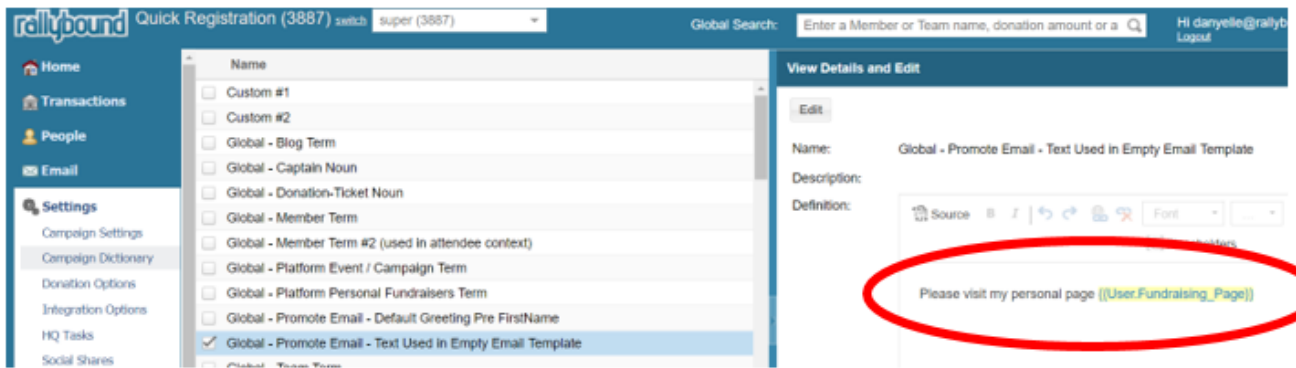 rallybound Quick Registration (3887) switch super (3887) Global Search: Enter a Member or Team name, donation amount or a Hi danyelle@rallyb
Logout
Home
Transactions
People
Email
Settings
Campaign Settings
Campaign Dictionary
Donation Options
Integration Options
HQ Tasks
Social Shares
Name
Custom #1
Custom #2
Global - Blog Term
Global - Captain Noun
Global - Donation-Ticket Noun
Global - Member Term
Global - Member Term #2 (used in attendee context)
Global - Platform Event / Campaign Term
Global - Platform Personal Fundraisers Term
Global - Promote Email - Default Greeting Pre FirstName
Global - Promote Email - Text Used in Empty Email Template
Global - Team Term
View Details and Edit
Edit
Name: Global - Promote Email - Text Used in Empty Email Template
Description:
Definition:
Source B I Font ...
Please visit my personal page {{User.Fundraising_Page}}